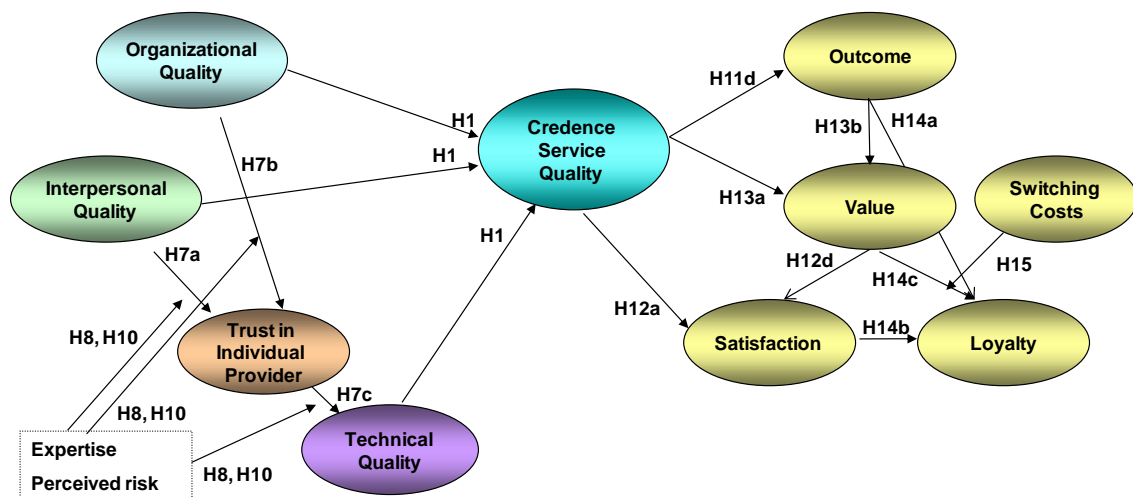 Organizational
Quality
Outcome
H11d
H1
Credence
Service
Quality
H13b
H14a
H1
H7b
Interpersonal
Quality
Switching
Costs
Value
H13a
H1
H7a
H12d
H15
H14c
H12a
H8, H10
Trust in
Individual
Provider
Satisfaction
H14b
Loyalty
H7c
H8, H10
Technical
Quality
Expertise
H8, H10
Perceived risk